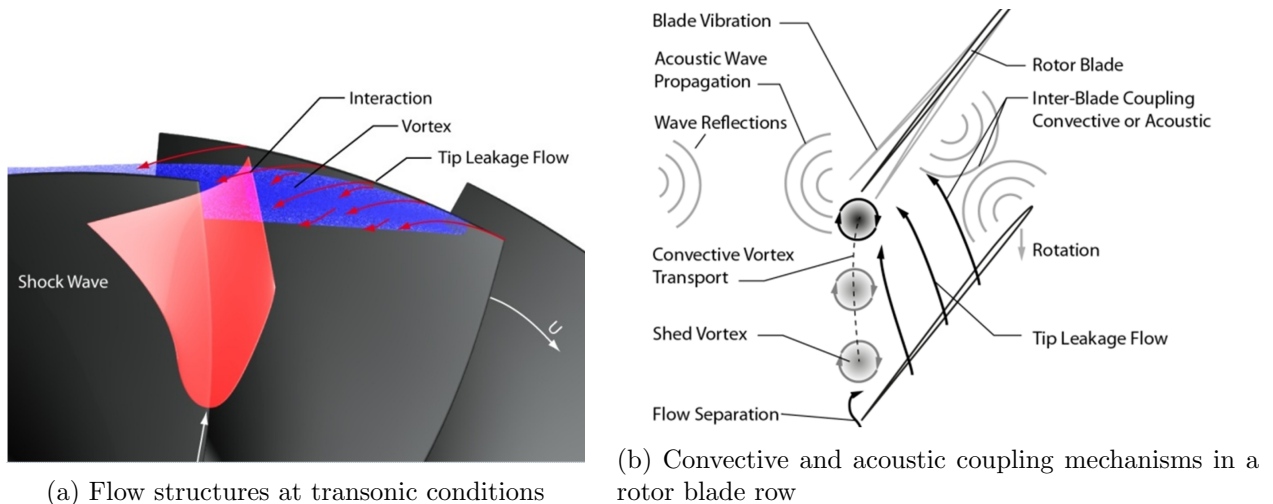 Interaction
Vortex
Tip Leakage Flow
Shock Wave
U
(a) Flow structures at transonic conditions
Blade Vibration
Acoustic Wave
Propagation
Wave Reflections
Rotor Blade
Inter-Blade Coupling
Convective or Acoustic
Convective Vortex
Transport
Rotation
Shed Vortex
Tip Leakage Flow
Flow Separation
(b) Convective and acoustic coupling mechanisms in a
rotor blade row